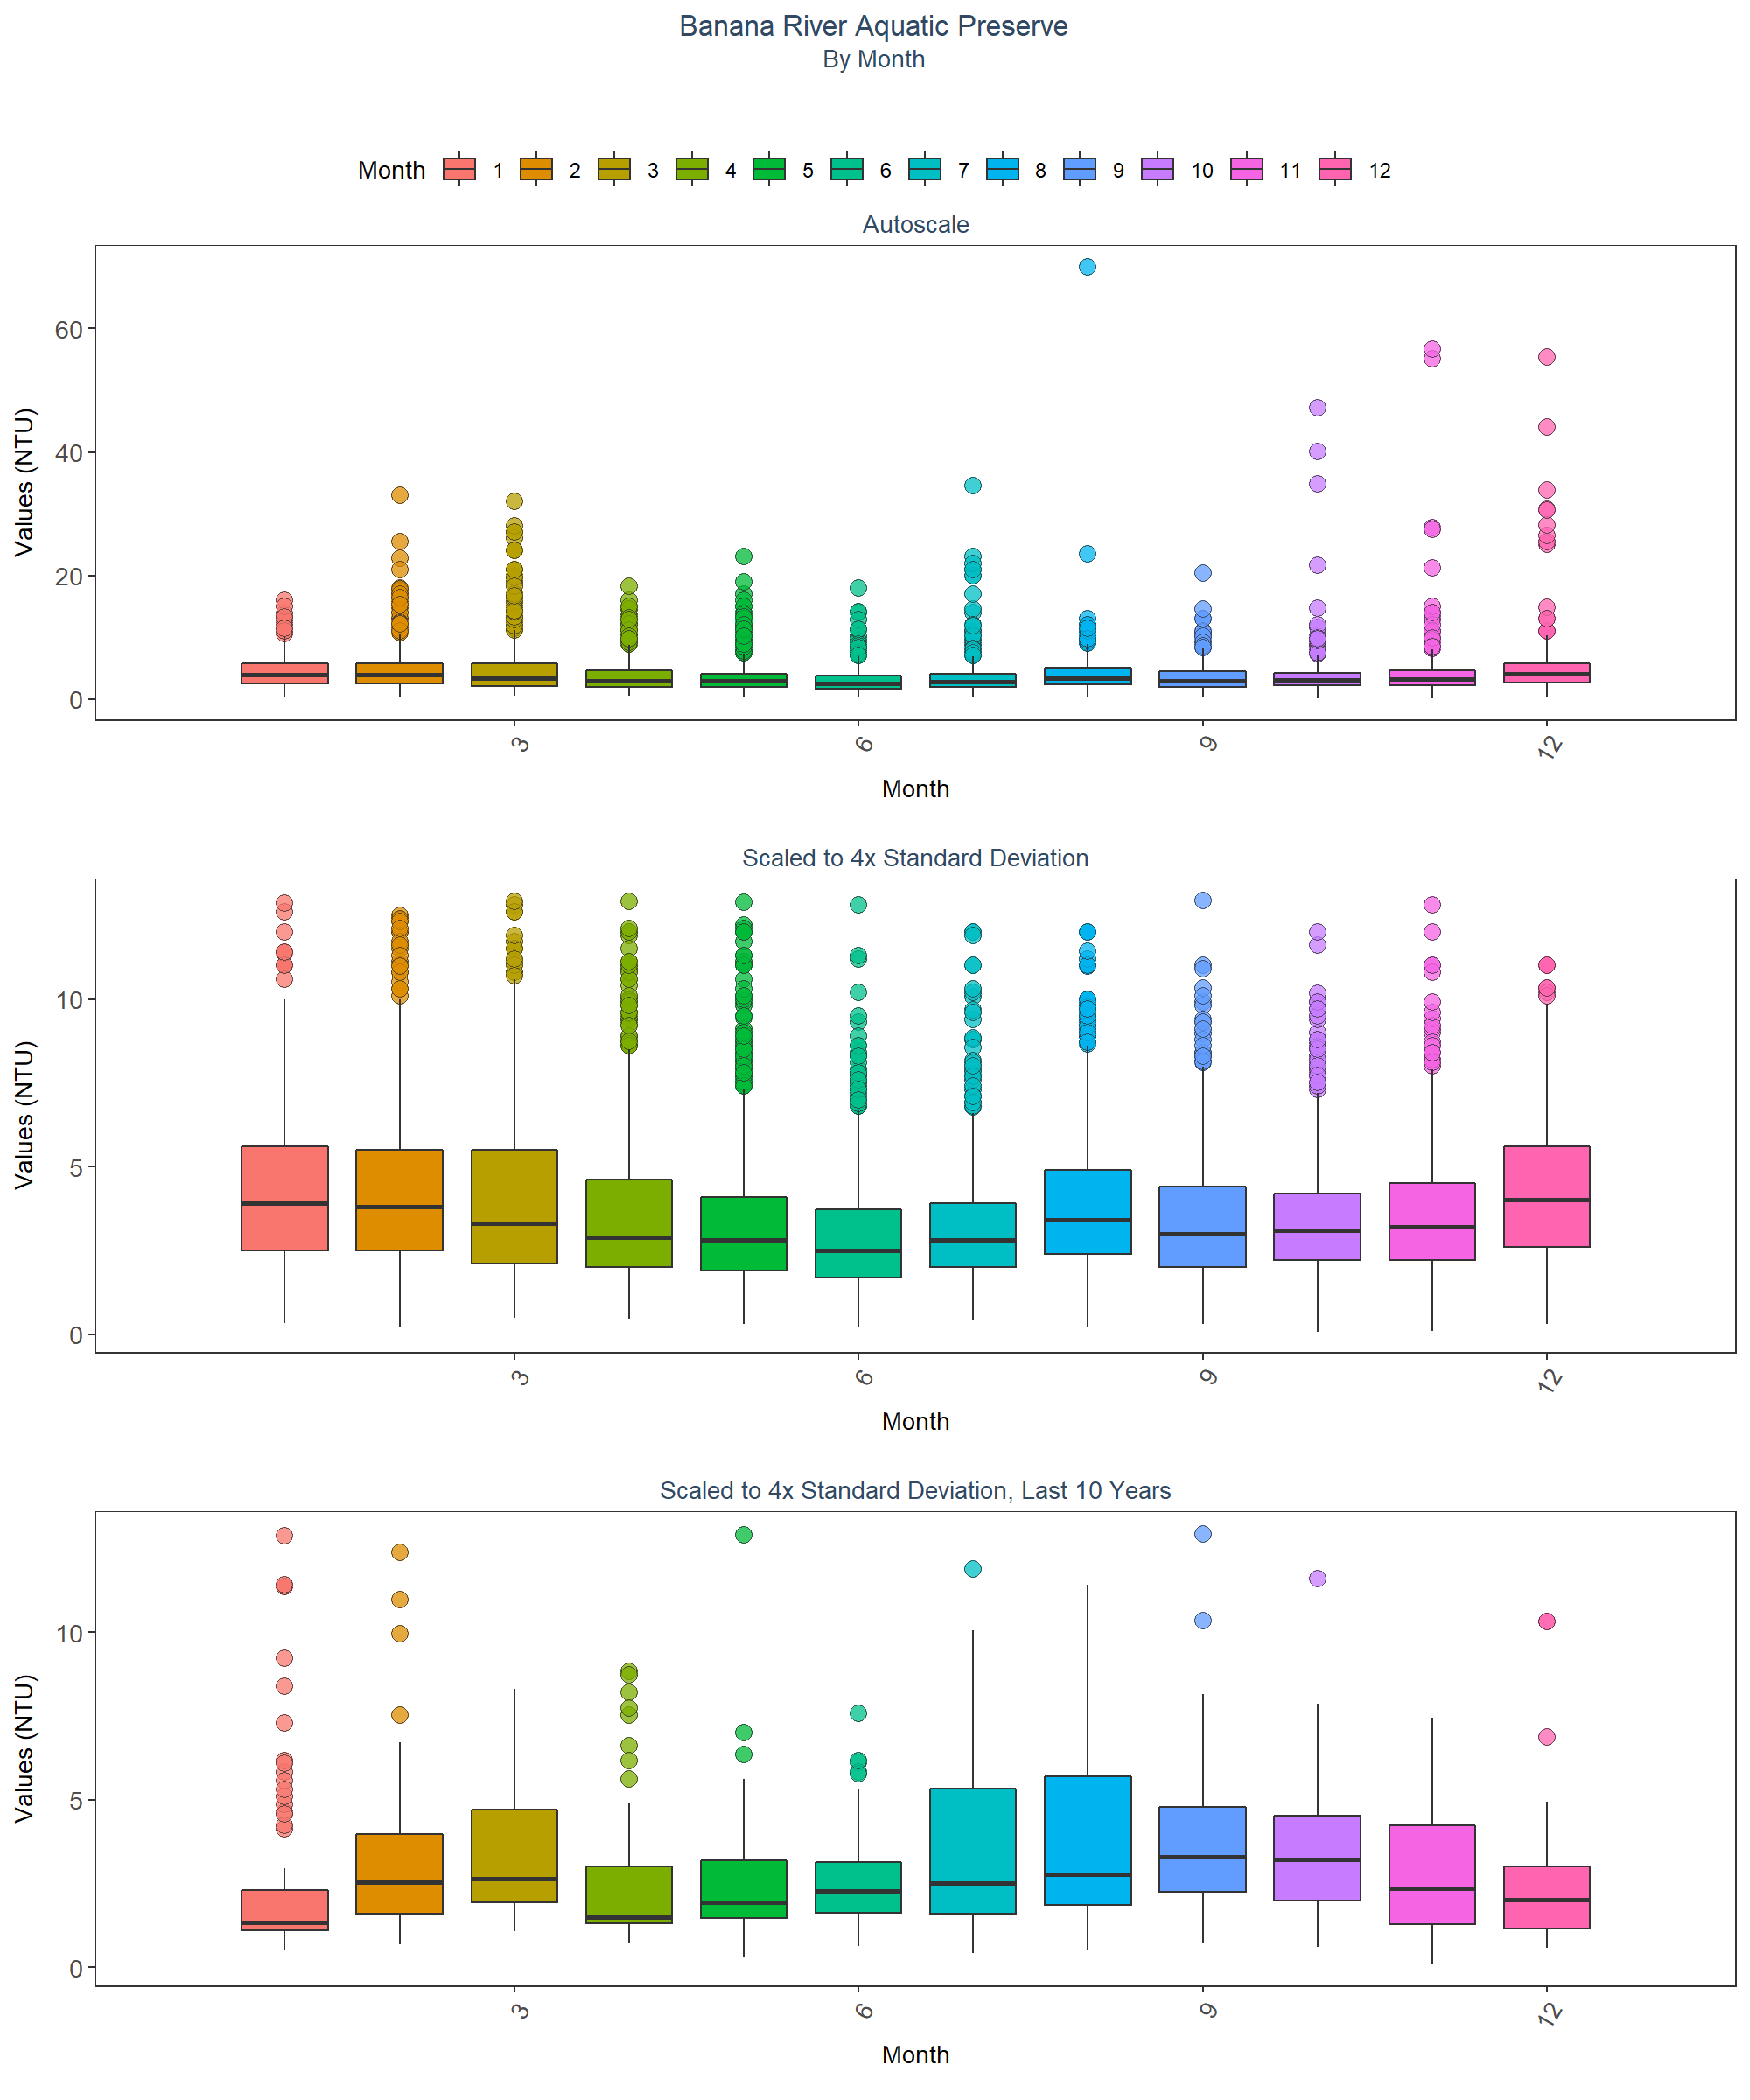 Banana River Aquatic Preserve
By Month
Month 1 2 3 4 5 6 7 8 9 10 11 12
Autoscale
Values (NTU)
60
40
20
0
3 6 9 12
Month
Scaled to 4x Standard Deviation
Values (NTU)
10
5
0
3 6 9 12
Month
Scaled to 4x Standard Deviation, Last 10 Years
Values (NTU)
10
5
0
3 6 9 12
Month